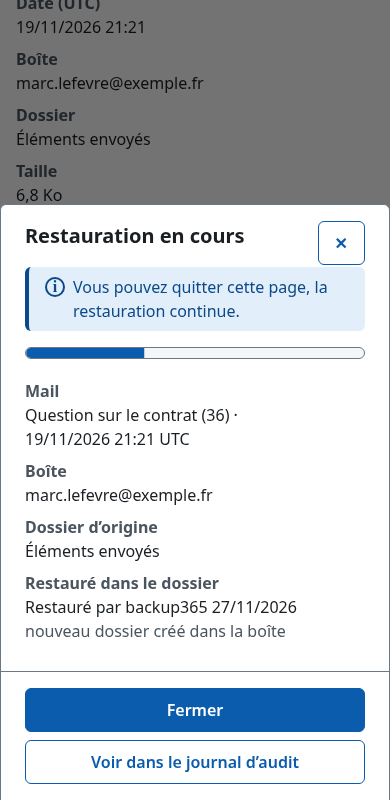 Date (UTC)
19/11/2026 21:21
Boîte
marc.lefevre@exemple.fr
Dossier
Éléments envoyés
Taille
6,8 Ko
Restauration en cours
×
Vous pouvez quitter cette page, la
restauration continue.
Mail
Question sur le contrat (36) ·
19/11/2026 21:21 UTC
Boîte
marc.lefevre@exemple.fr
Dossier d’origine
Éléments envoyés
Restauré dans le dossier
Restauré par backup365 27/11/2026
nouveau dossier créé dans la boîte
Fermer
Voir dans le journal d’audit